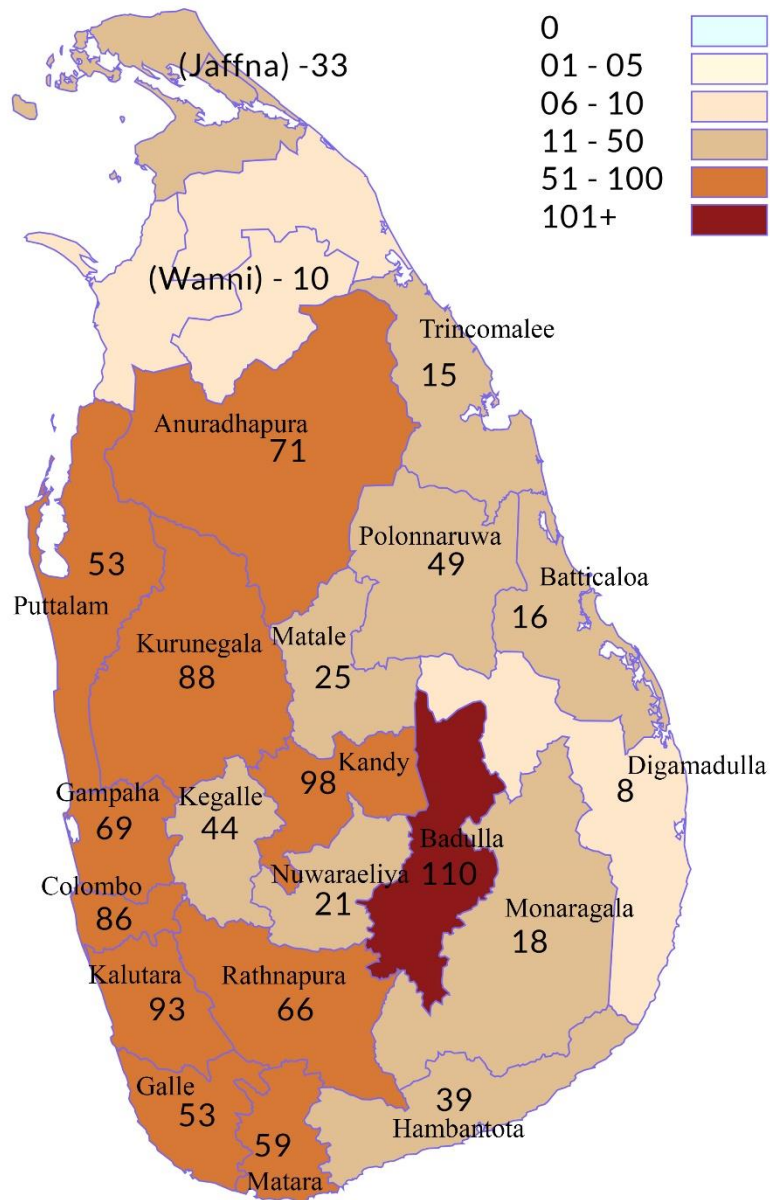 (Jaffna) -33
0
01 - 05
06 - 10
11 - 50
51 - 100
101+
(Wanni) - 10
Trincomalee
15
Anuradhapura
71
Polonnaruwa
49
Batticaloa
16
53
Puttalam
Kurunegala
88
Matale
25
Kandy
98
Digamadulla
8
Gampaha
69
Kegalle
44
Badulla
110
Nuwaraeliya
21
Colombo
86
Monaragala
18
Kalutara
93
Rathnapura
66
Galle
53
39
Hambantota
59
Matara